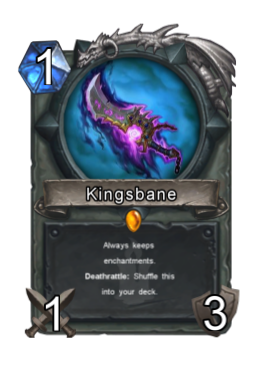 1
Kingsbane
Always keeps
enchantments.
Deathrattle: Shuffle this
into your deck.
1
3